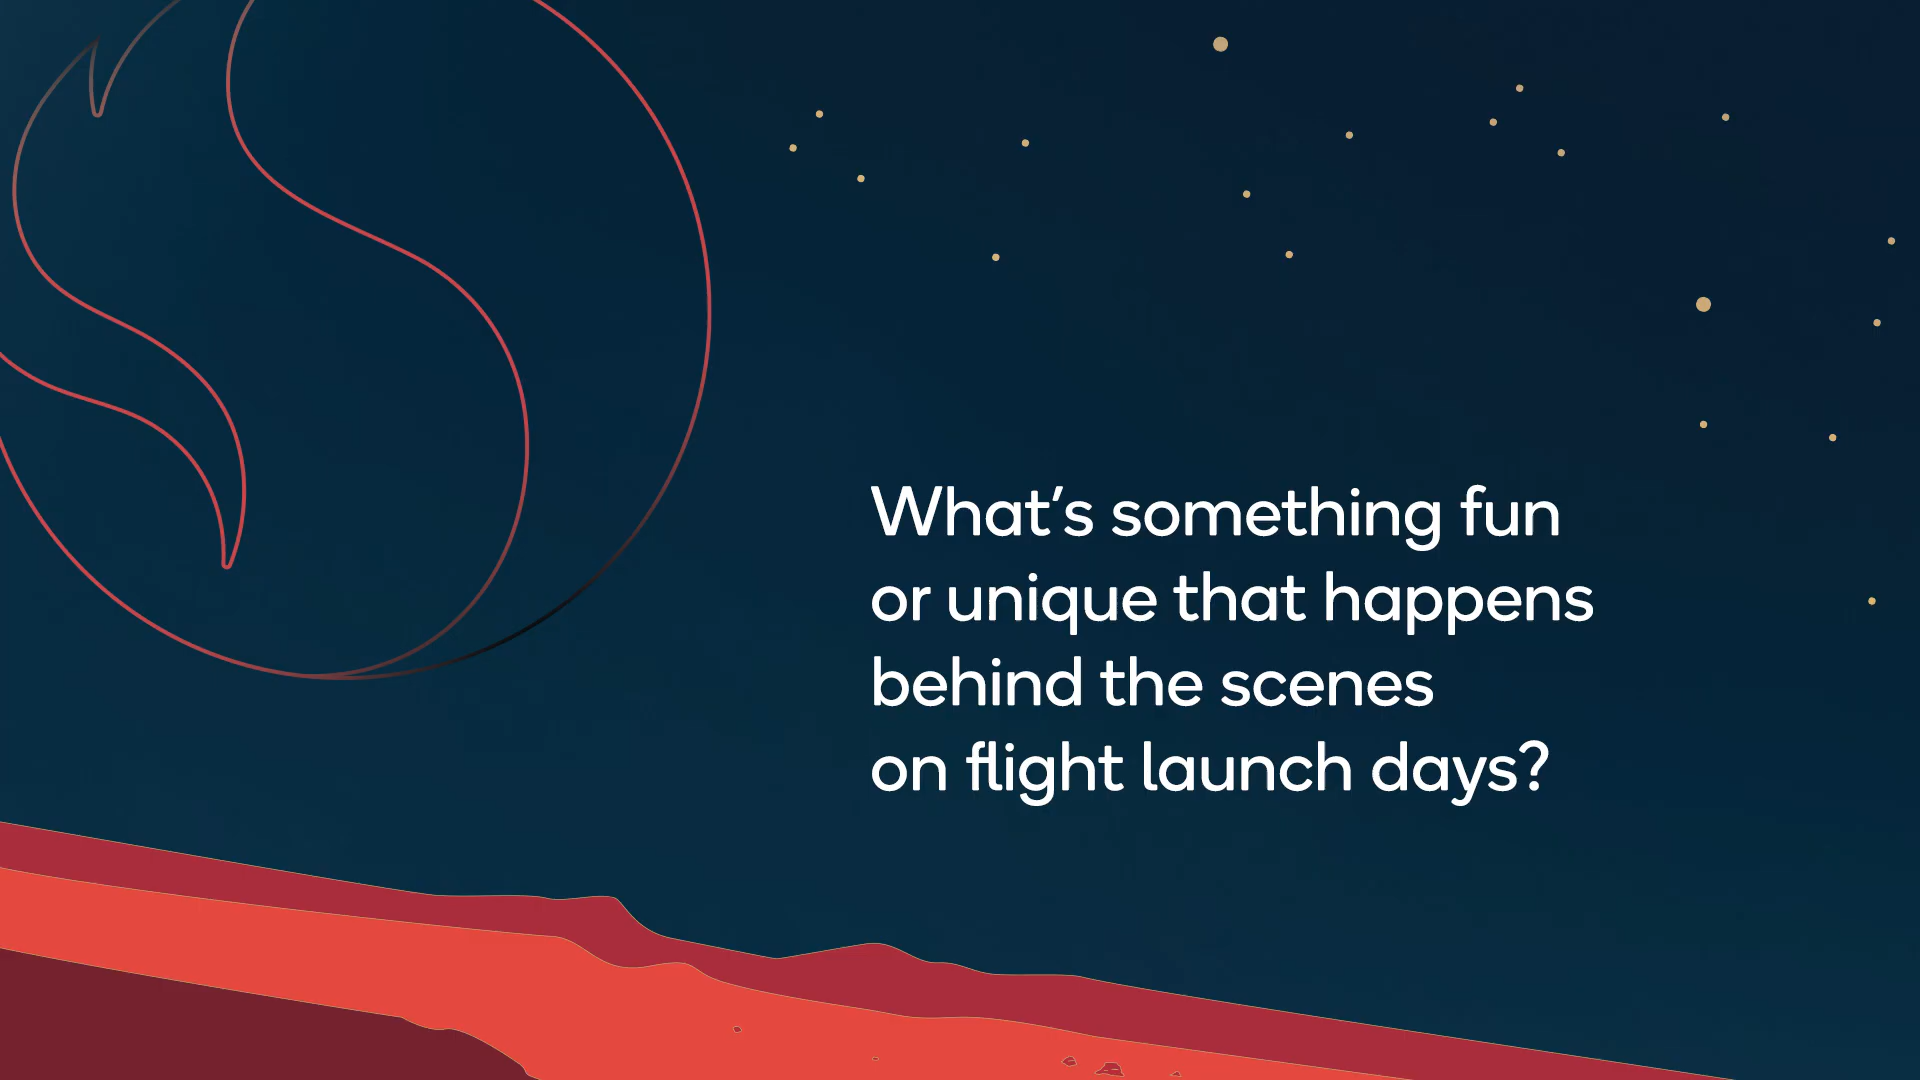 What’s something fun
or unique that happens
behind the scenes
on flight launch days?